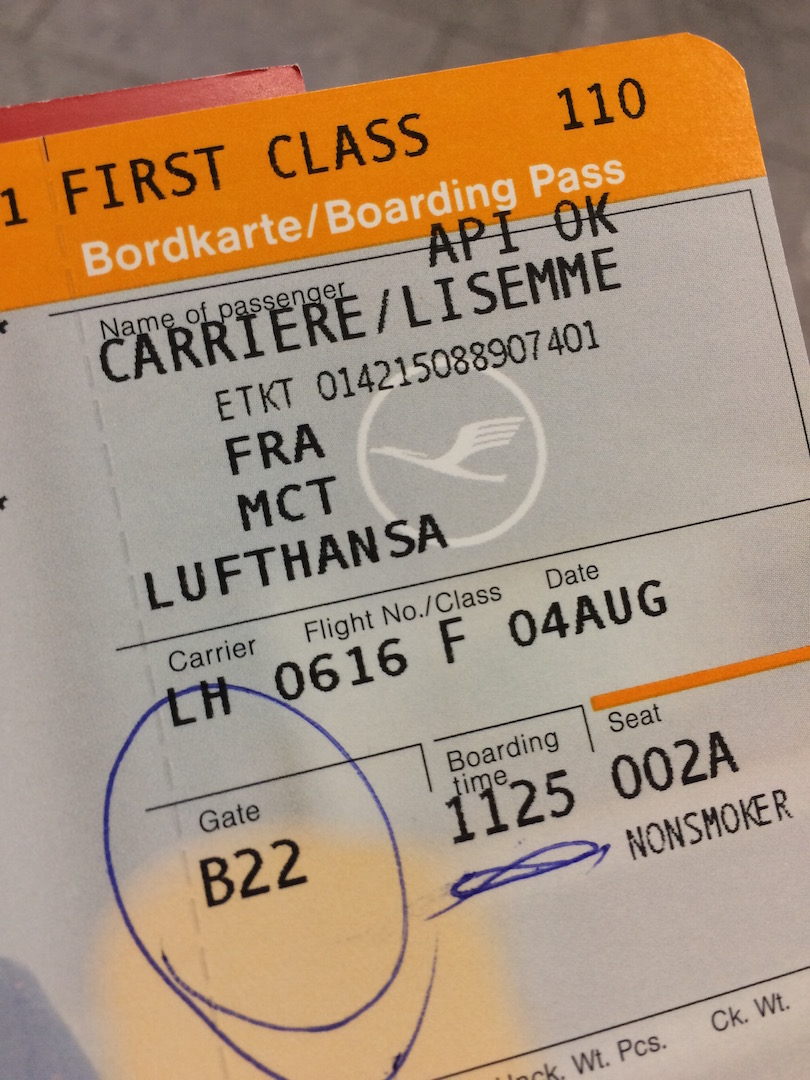 1 FIRST CLASS 110
Bordkarte/Boarding Pass
API OK
Name of passenger
CARRIERE/LISEMME
ETKT 014215088907401
FRA
MCT
LUFTHANSA
Carrier Flight No./Class Date
LH 0616 F 04AUG
Gate Boarding time Seat
B22 1125 002A
NONSMOKER
Wt. Pcs. Ck. Wt.